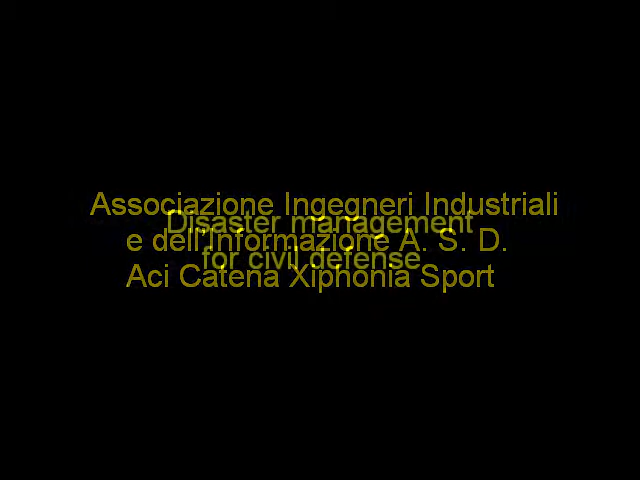 Associazione Ingegneri Industriali
Disaster management
e dell'Informazione A. S. D.
for civil defense
Aci Catena Xiphonia Sport